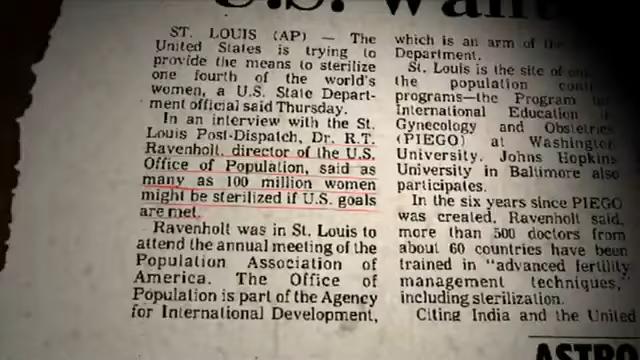 U.S. Want
ST. LOUIS (AP) — The
United States is trying to
provide the means to sterilize
one fourth of the world's
women, a U.S. State Depart-
ment official said Thursday.
In an interview with the St.
Louis Post-Dispatch, Dr. R.T.
Ravenholt, director of the U.S.
Office of Population, said as
many as 100 million women
might be sterilized if U.S. goals
are met.
Ravenholt was in St. Louis to
attend the annual meeting of the
Population Association of
America. The Office of
Population is part of the Agency
for International Development,
which is an arm of the
Department.
St. Louis is the site of
the population
programs—the Program
International Education
Gynecology and Obstetrics
(PIEGO) at Washington
University. Johns Hopkins
University in Baltimore also
participates.
In the six years since PIEGO
was created, Ravenholt said,
more than 500 doctors from
about 60 countries have been
trained in "advanced fertility
management techniques,"
including sterilization.
Citing India and the United
ASTRO